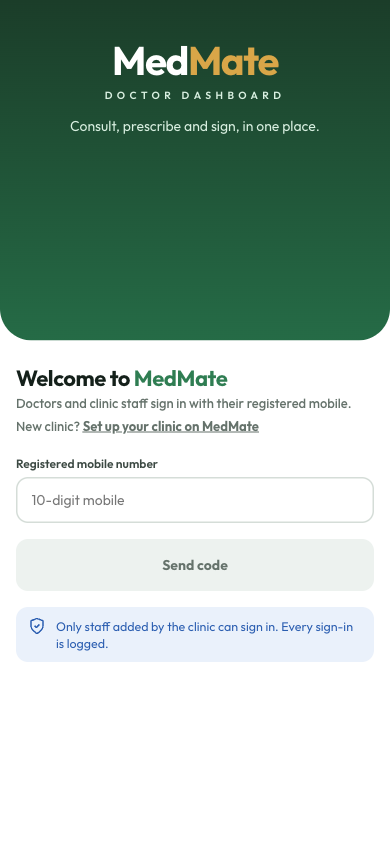 MedMate
DOCTOR DASHBOARD
Consult, prescribe and sign, in one place.
Welcome to MedMate
Doctors and clinic staff sign in with their registered mobile.
New clinic? Set up your clinic on MedMate
Registered mobile number
10-digit mobile
Send code
Only staff added by the clinic can sign in. Every sign-in
is logged.